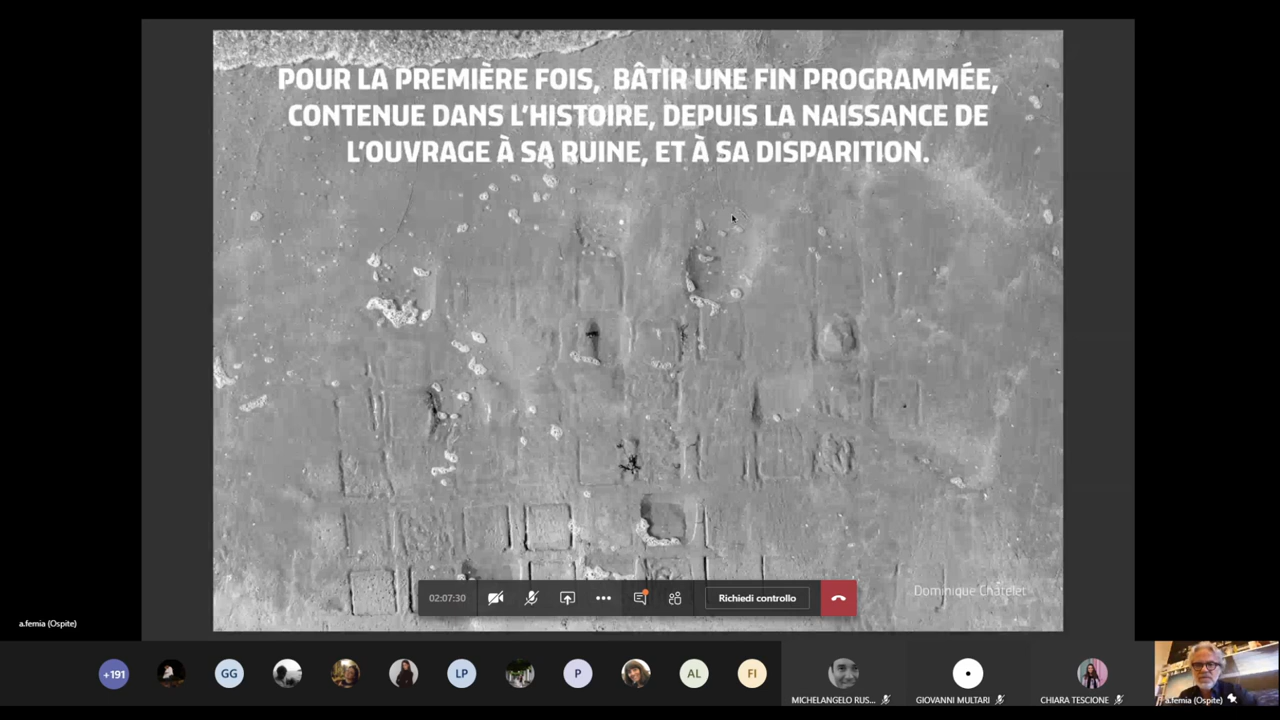 POUR LA PREMIÈRE FOIS, BÂTIR UNE FIN PROGRAMMÉE,
CONTENUE DANS L'HISTOIRE, DEPUIS LA NAISSANCE DE
L'OUVRAGE À SA RUINE, ET À SA DISPARITION.
Dominique Châtelet
02:07:30
Richiedi controllo
a.femia (Ospite)
+191
GG
LP
P
AL
FI
MICHELANGELO RUS...
GIOVANNI MULTARI
CHIARA TESCIONE
a.femia (Ospite)